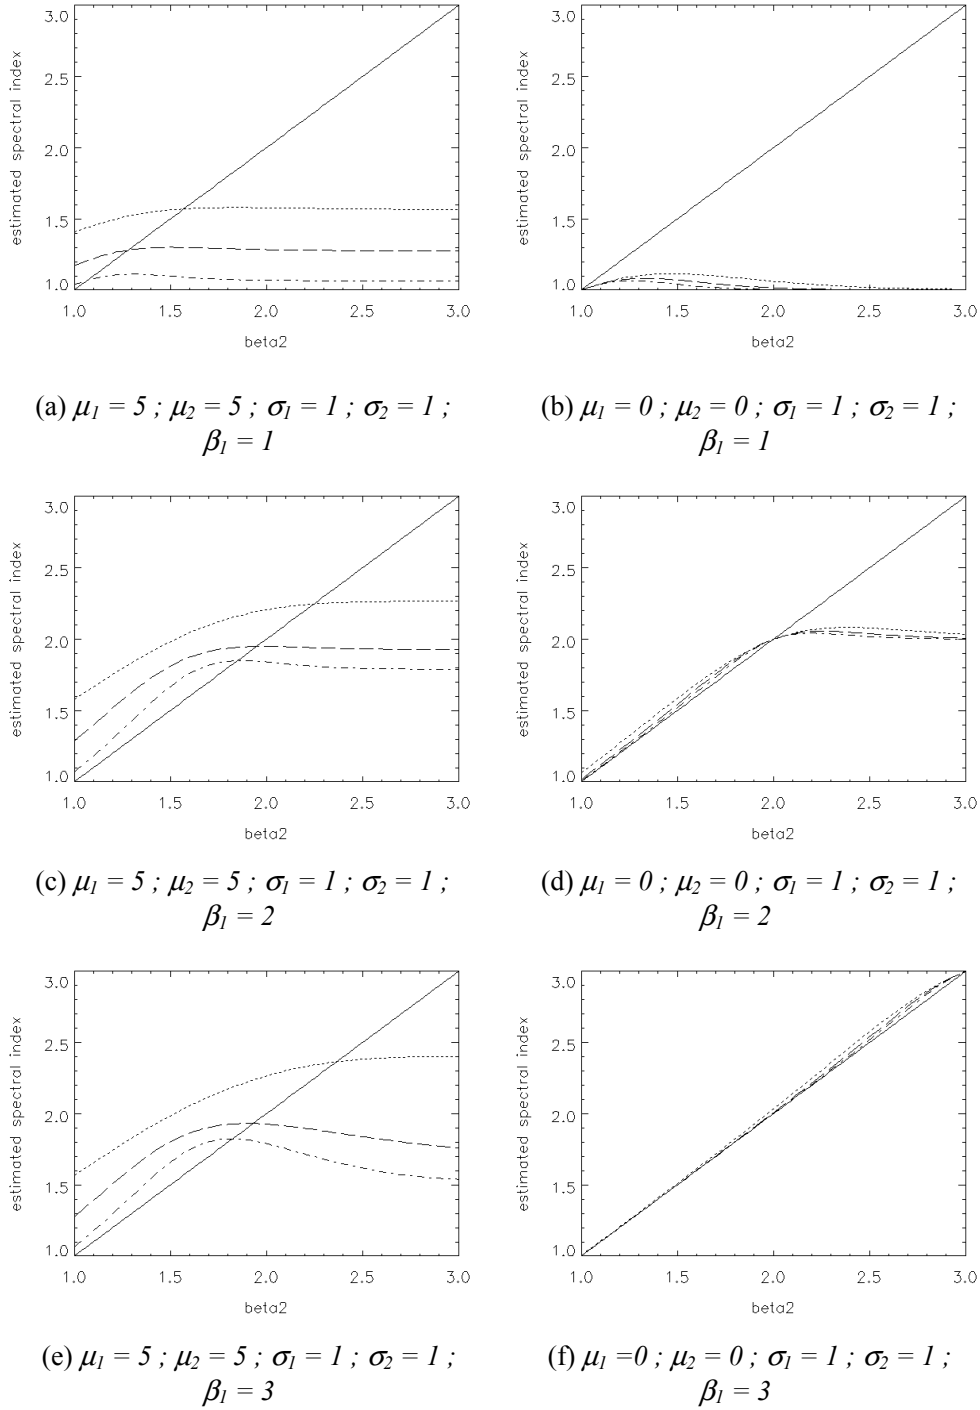 estimated spectral index
3.0
2.5
2.0
1.5
1.0
1.0 1.5 2.0 2.5 3.0
beta2
(a) μ1 = 5 ; μ2 = 5 ; σ1 = 1 ; σ2 = 1 ;
β1 = 1
estimated spectral index
3.0
2.5
2.0
1.5
1.0
1.0 1.5 2.0 2.5 3.0
beta2
(b) μ1 = 0 ; μ2 = 0 ; σ1 = 1 ; σ2 = 1 ;
β1 = 1
estimated spectral index
3.0
2.5
2.0
1.5
1.0
1.0 1.5 2.0 2.5 3.0
beta2
(c) μ1 = 5 ; μ2 = 5 ; σ1 = 1 ; σ2 = 1 ;
β1 = 2
estimated spectral index
3.0
2.5
2.0
1.5
1.0
1.0 1.5 2.0 2.5 3.0
beta2
(d) μ1 = 0 ; μ2 = 0 ; σ1 = 1 ; σ2 = 1 ;
β1 = 2
estimated spectral index
3.0
2.5
2.0
1.5
1.0
1.0 1.5 2.0 2.5 3.0
beta2
(e) μ1 = 5 ; μ2 = 5 ; σ1 = 1 ; σ2 = 1 ;
β1 = 3
estimated spectral index
3.0
2.5
2.0
1.5
1.0
1.0 1.5 2.0 2.5 3.0
beta2
(f) μ1 =0 ; μ2 = 0 ; σ1 = 1 ; σ2 = 1 ;
β1 = 3